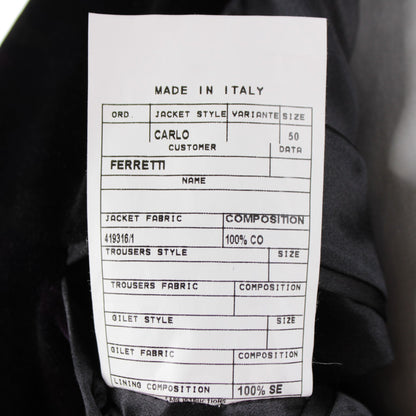 MADE IN ITALY
ORD JACKET STYLE VARIANTE SIZE
CARLO 50
CUSTOMER DATA
FERRETTI
NAME
JACKET FABRIC COMPOSITION
419316/1 100% CO
TROUSERS STYLE SIZE
TROUSERS FABRIC COMPOSITION
GILET STYLE SIZE
GILET FABRIC COMPOSITION
LINING COMPOSITION 100% SE